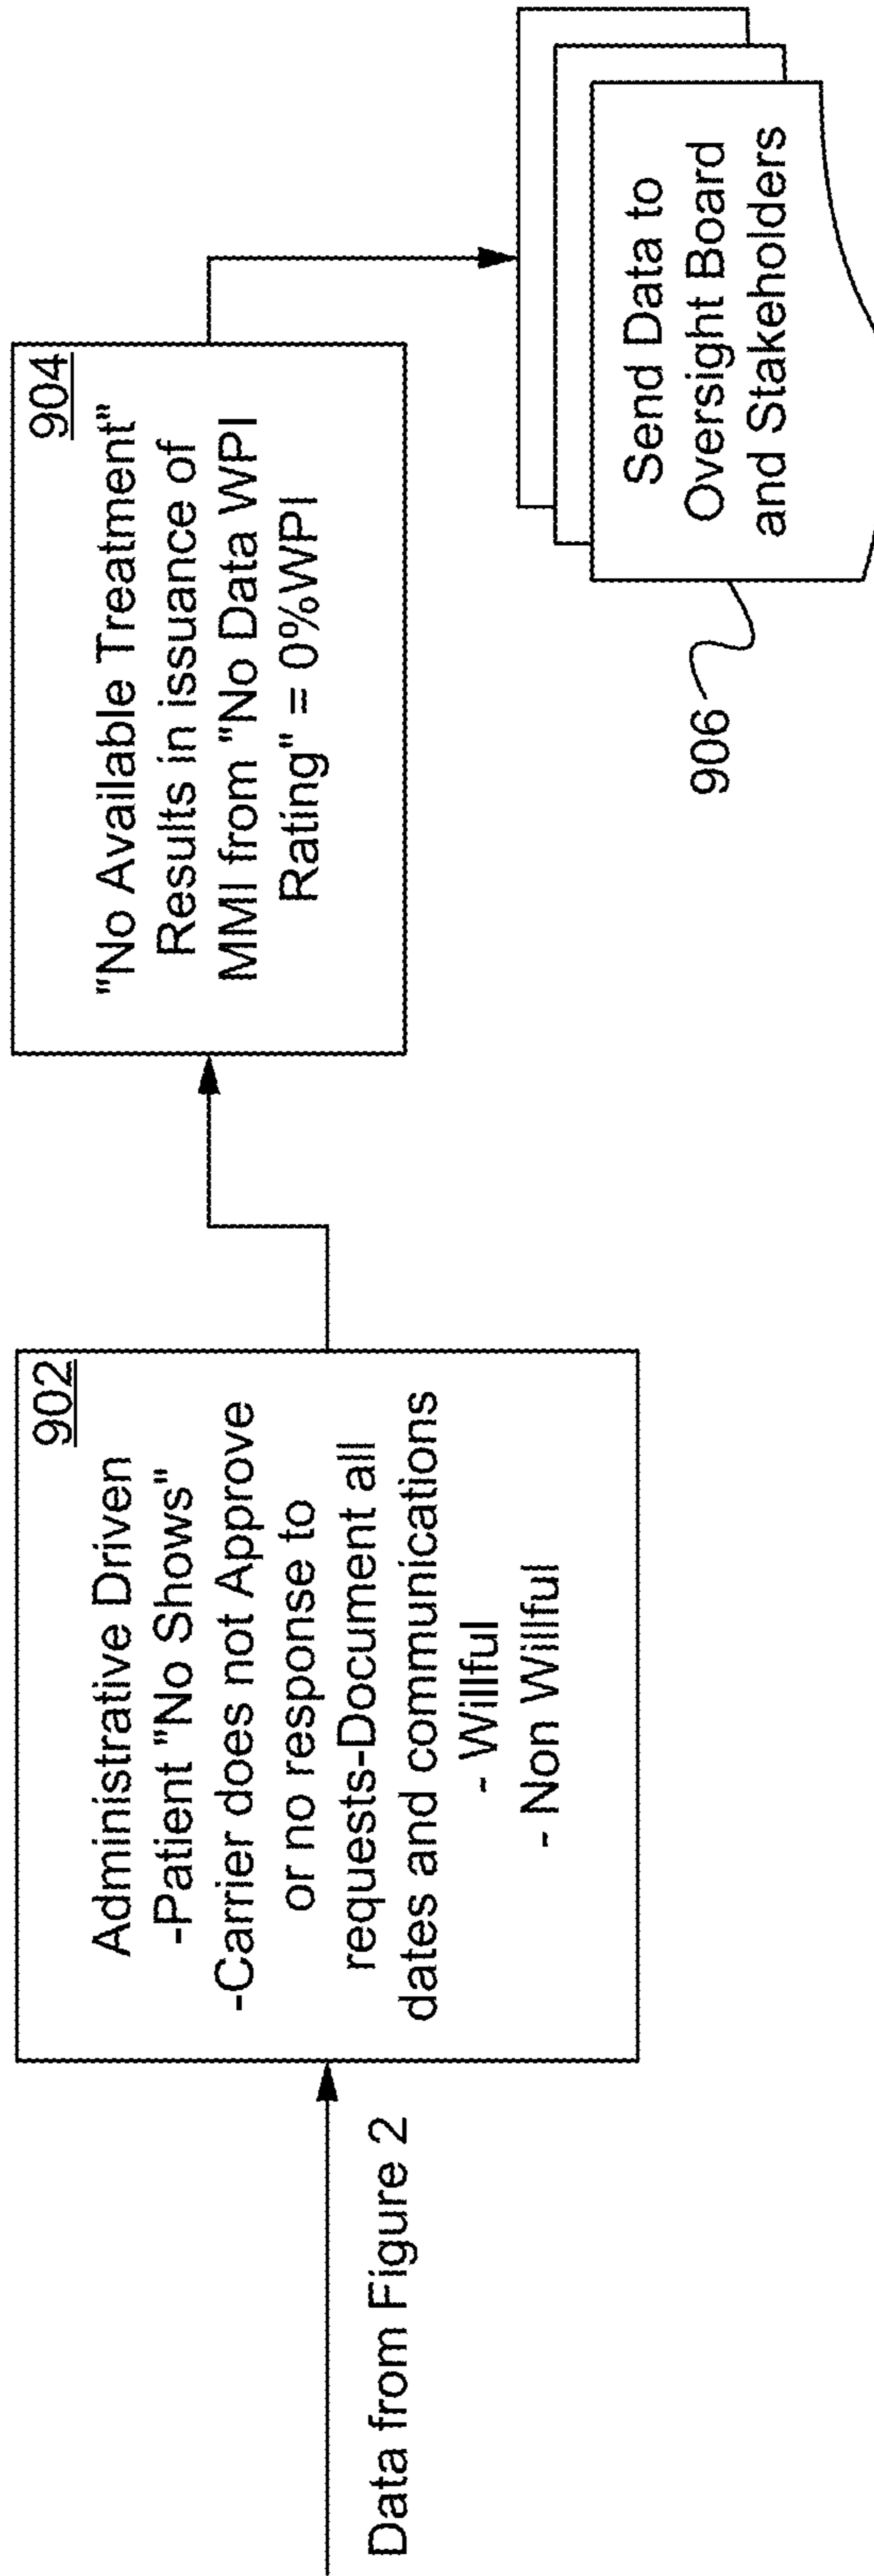 Data from Figure 2
902
Administrative Driven
-Patient "No Shows"
-Carrier does not Approve
or no response to
requests-Document all
dates and communications
- Willful
- Non Willful
904
"No Available Treatment"
Results in issuance of
MMI from "No Data WPI
Rating" = 0%WPI
906
Send Data to
Oversight Board
and Stakeholders